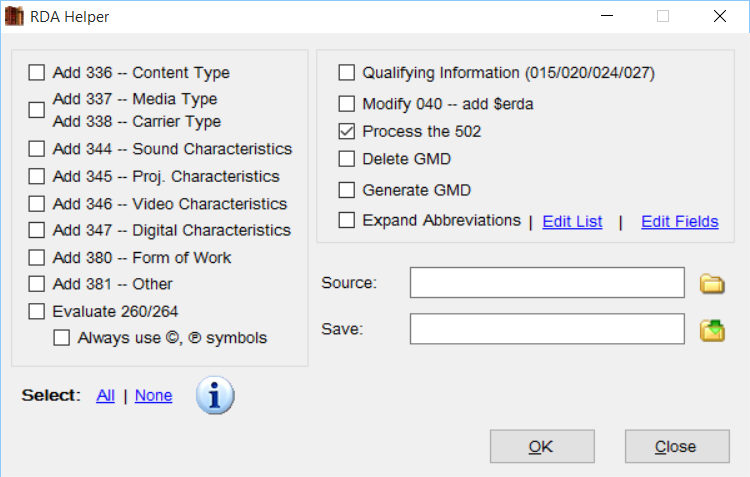 RDA Helper
Add 336 -- Content Type
Add 337 -- Media Type
Add 338 -- Carrier Type
Add 344 -- Sound Characteristics
Add 345 -- Proj. Characteristics
Add 346 -- Video Characteristics
Add 347 -- Digital Characteristics
Add 380 -- Form of Work
Add 381 -- Other
Evaluate 260/264
Always use ©, ℗ symbols
Qualifying Information (015/020/024/027)
Modify 040 -- add $erda
Process the 502
Delete GMD
Generate GMD
Expand Abbreviations | Edit List | Edit Fields
Source:
Save:
Select: All | None
OK
Close